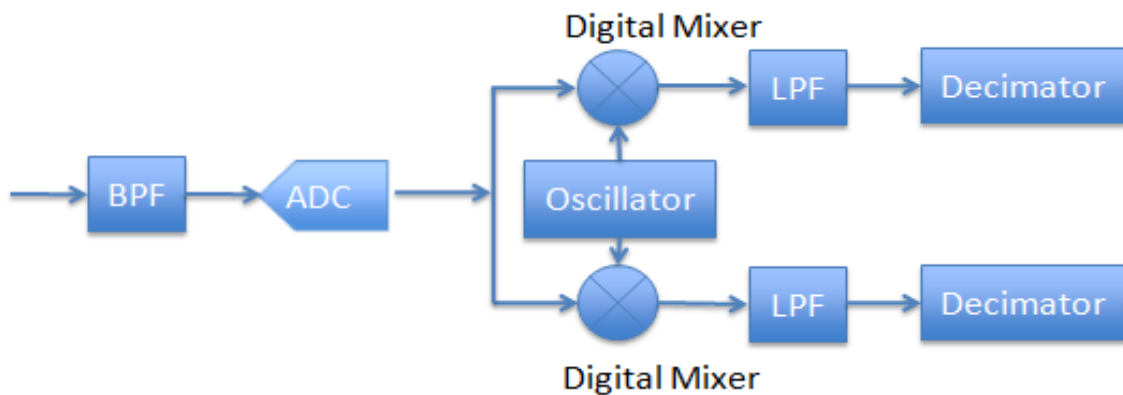 Digital Mixer
LPF
Decimator
BPF
ADC
Oscillator
LPF
Decimator
Digital Mixer